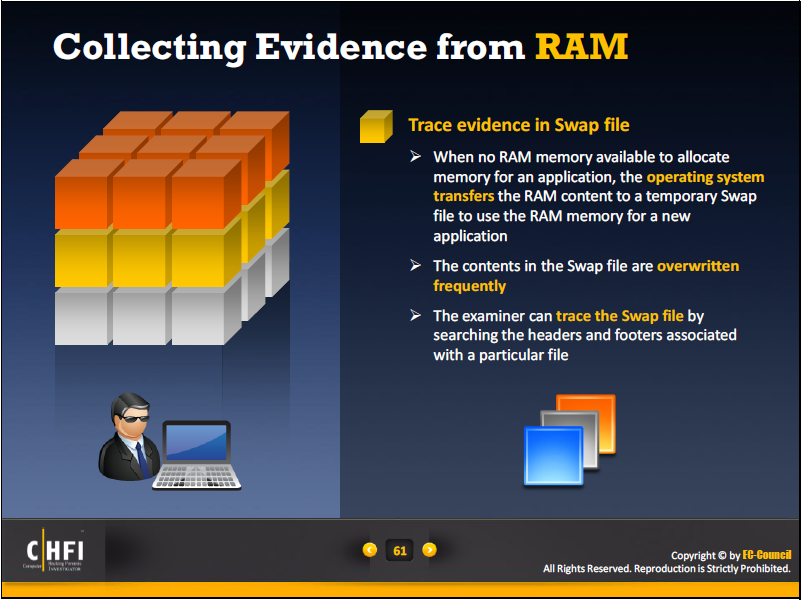 Collecting Evidence from RAM
Trace evidence in Swap file
When no RAM memory available to allocate
memory for an application, the operating system
transfers the RAM content to a temporary Swap
file to use the RAM memory for a new
application
The contents in the Swap file are overwritten
frequently
The examiner can trace the Swap file by
searching the headers and footers associated
with a particular file
CHFI
Computer Hacking Forensic
INVESTIGATOR
61
Copyright © by EC-Council
All Rights Reserved. Reproduction is Strictly Prohibited.